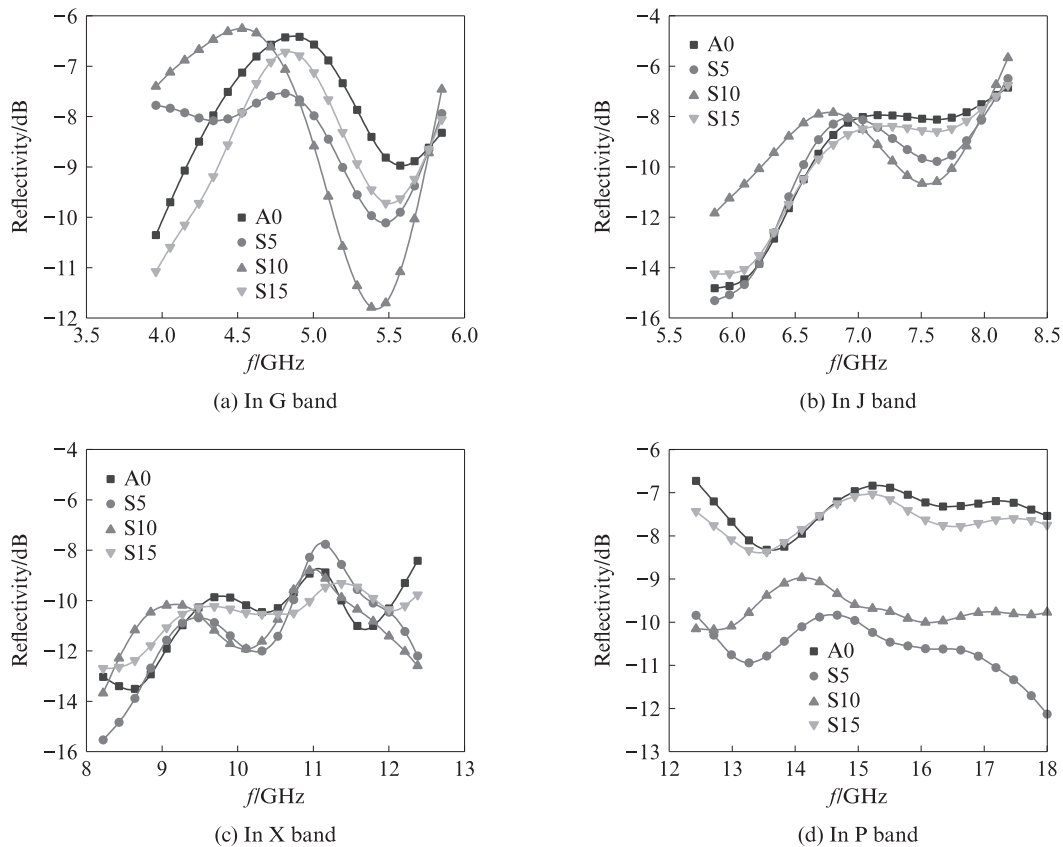 −6
−7
−8
−9
−10
−11
−12
Reflectivity/dB
A0
S5
S10
S15
3.5 4.0 4.5 5.0 5.5 6.0
f/GHz
(a) In G band
−4
−6
−8
−10
−12
−14
−16
Reflectivity/dB
A0
S5
S10
S15
5.5 6.0 6.5 7.0 7.5 8.0 8.5
f/GHz
(b) In J band
−4
−6
−8
−10
−12
−14
−16
Reflectivity/dB
A0
S5
S10
S15
8 9 10 11 12 13
f/GHz
(c) In X band
−6
−7
−8
−9
−10
−11
−12
−13
Reflectivity/dB
A0
S5
S10
S15
12 13 14 15 16 17 18
f/GHz
(d) In P band